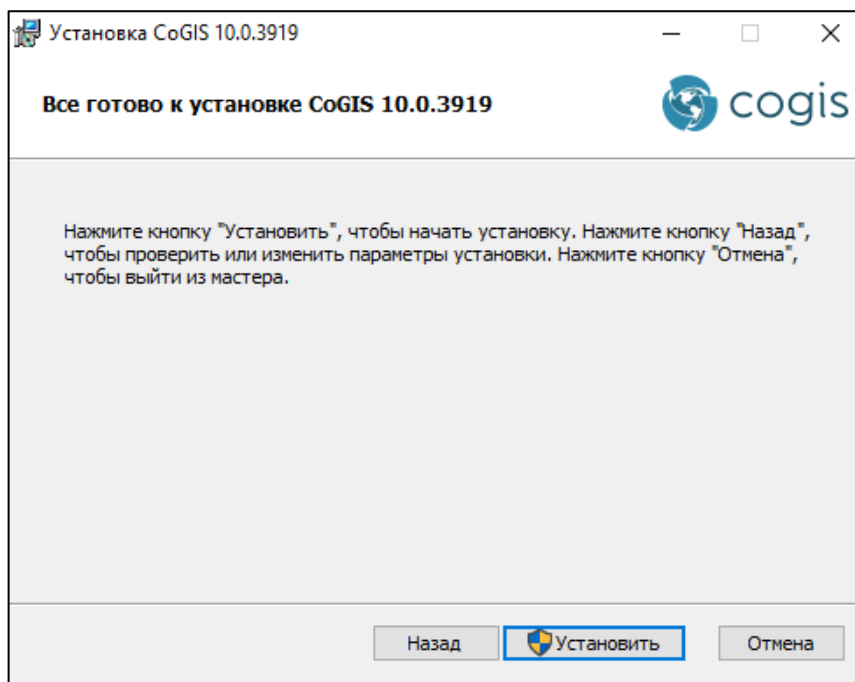 Установка CoGIS 10.0.3919
Все готово к установке CoGIS 10.0.3919
cogis
Нажмите кнопку "Установить", чтобы начать установку. Нажмите кнопку "Назад",
чтобы проверить или изменить параметры установки. Нажмите кнопку "Отмена",
чтобы выйти из мастера.
Назад
Установить
Отмена